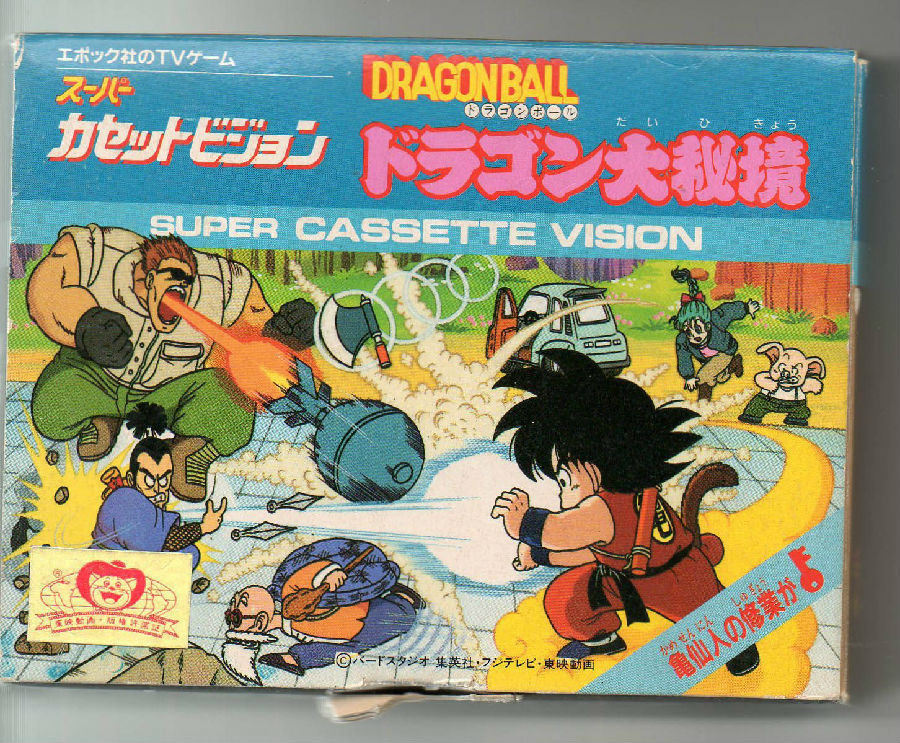 エポック社のTVゲーム
スーパー
カセットビジョン
DRAGONBALL
ドラゴンボール
だいひきょう
ドラゴン大秘境
SUPER CASSETTE VISION
東映動画・版権許諾証
かめせんにん しゅぎょう
亀仙人の修業が
©バードスタジオ 集英社・フジテレビ・東映動画